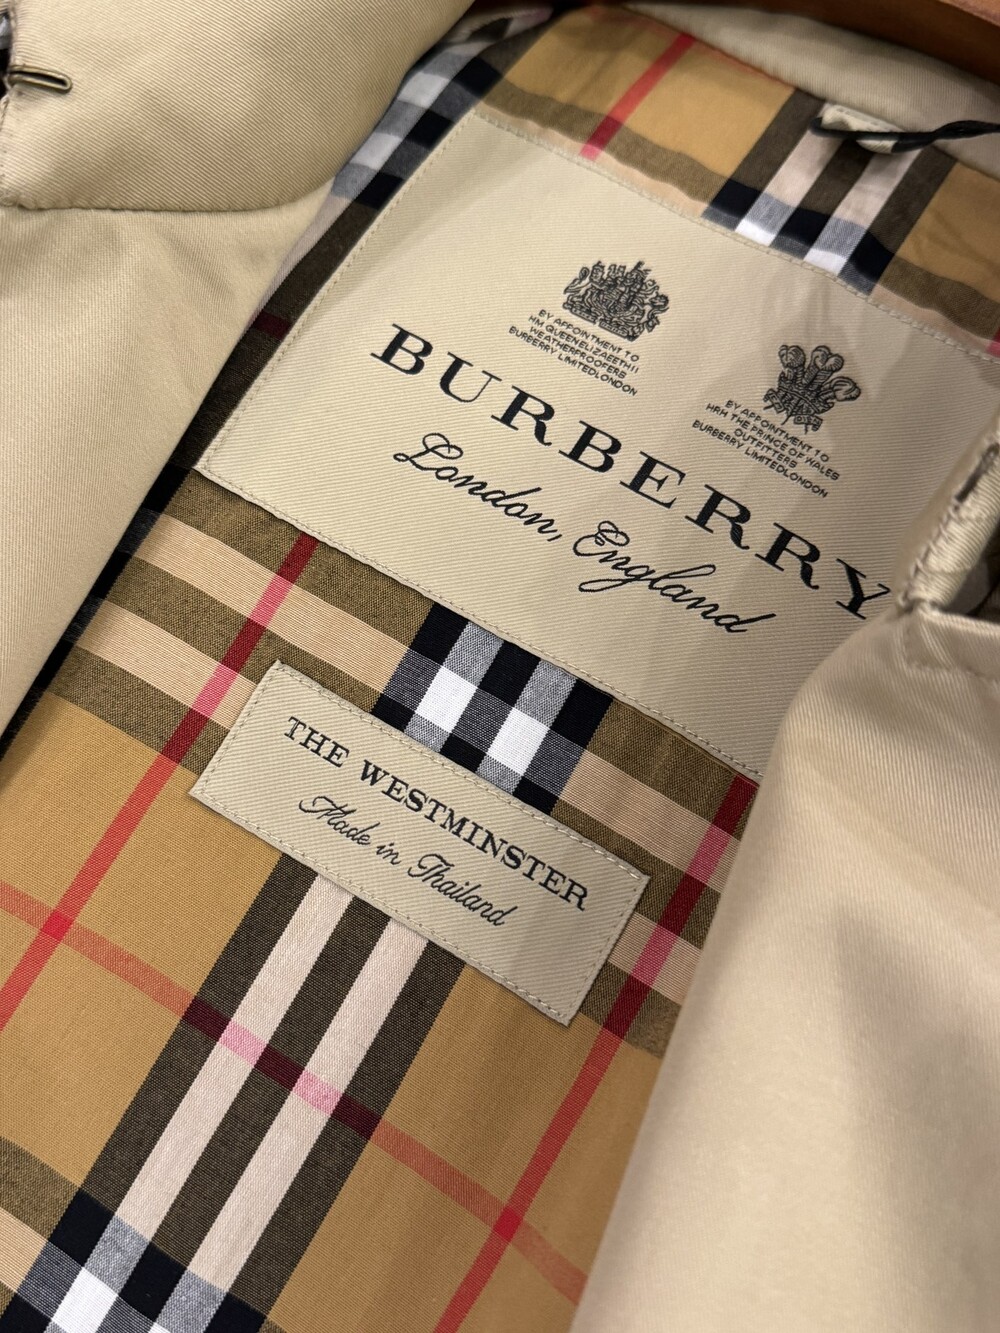 BY APPOINTMENT TO
HM QUEEN ELIZABETH II
WEATHERPROOFERS
BURBERRY LIMITED LONDON
BY APPOINTMENT TO
HRH THE PRINCE OF WALES
OUTFITTERS
BURBERRY LIMITED LONDON
BURBERRY
London, England
THE WESTMINSTER
Made in Thailand